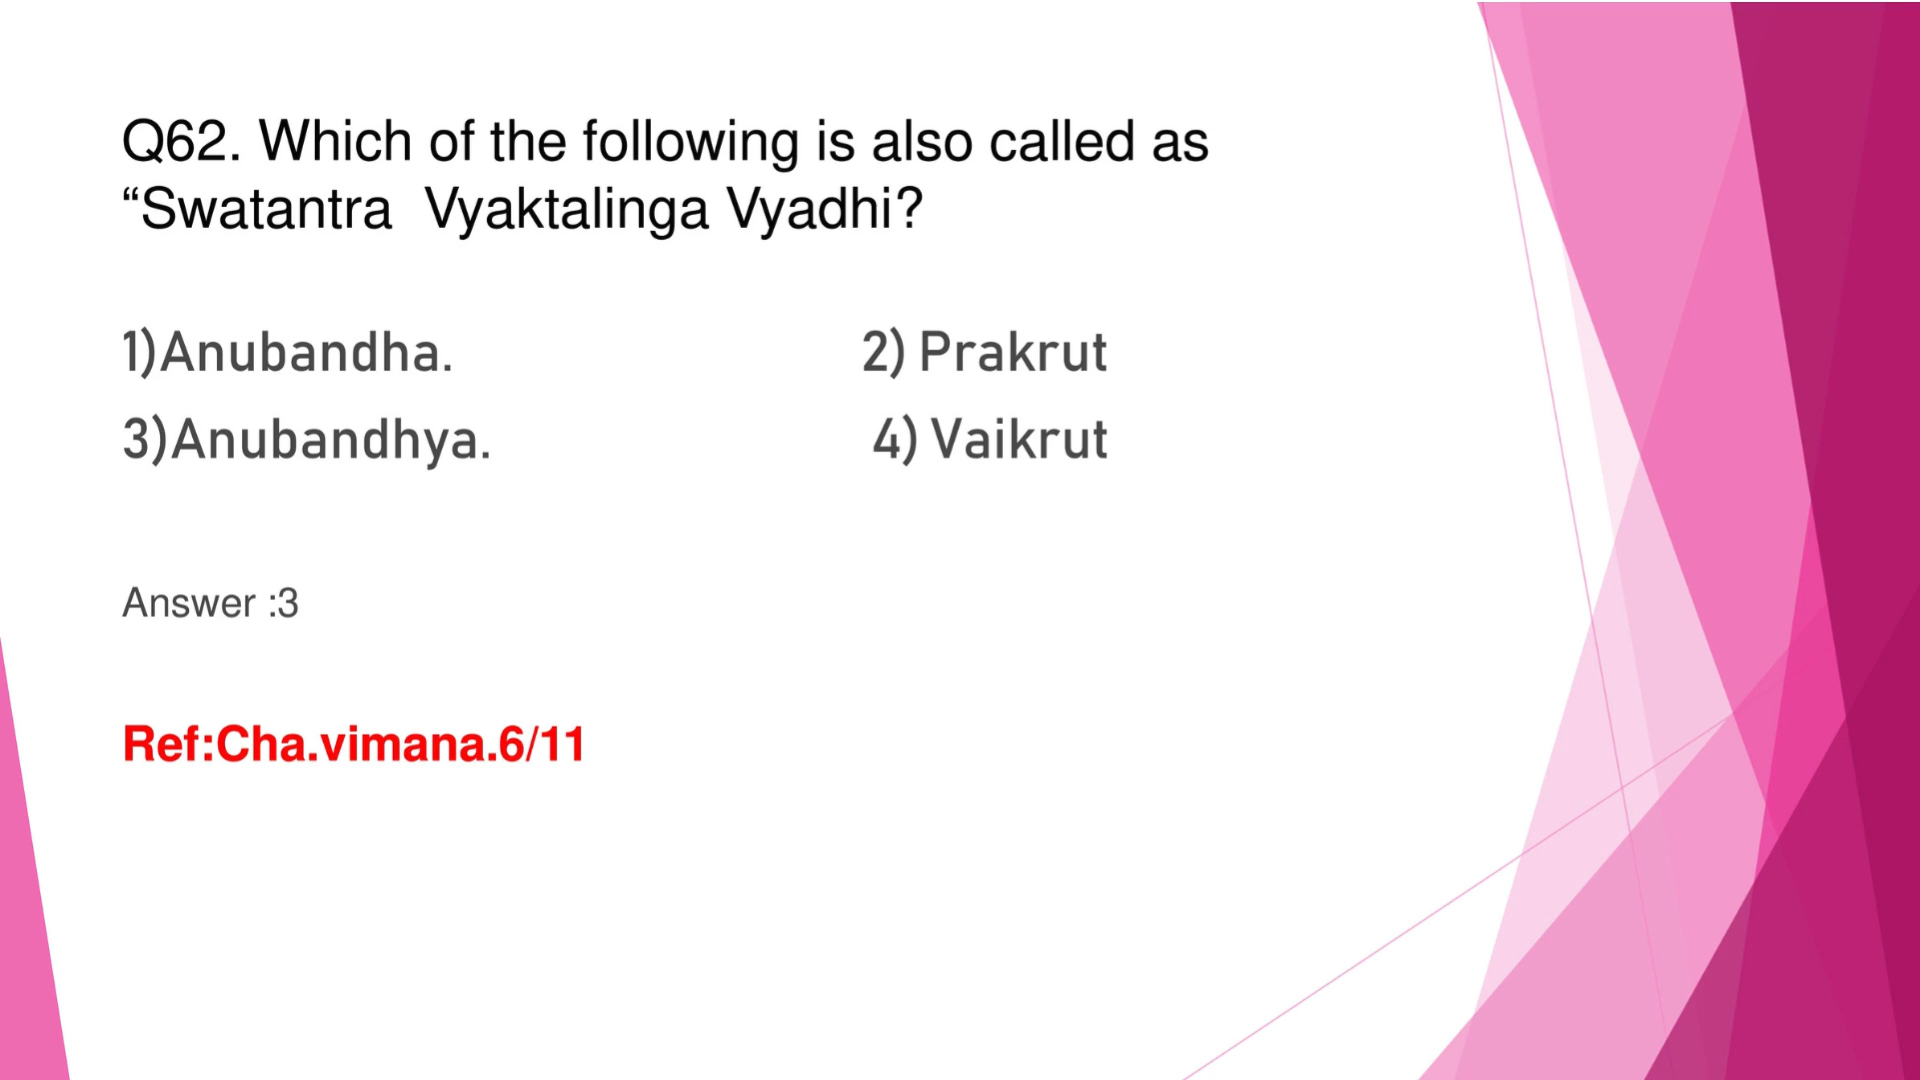 Q62. Which of the following is also called as
“Swatantra  Vyaktalinga Vyadhi?
1)Anubandha. 2) Prakrut
3)Anubandhya. 4) Vaikrut
Answer :3
Ref:Cha.vimana.6/11